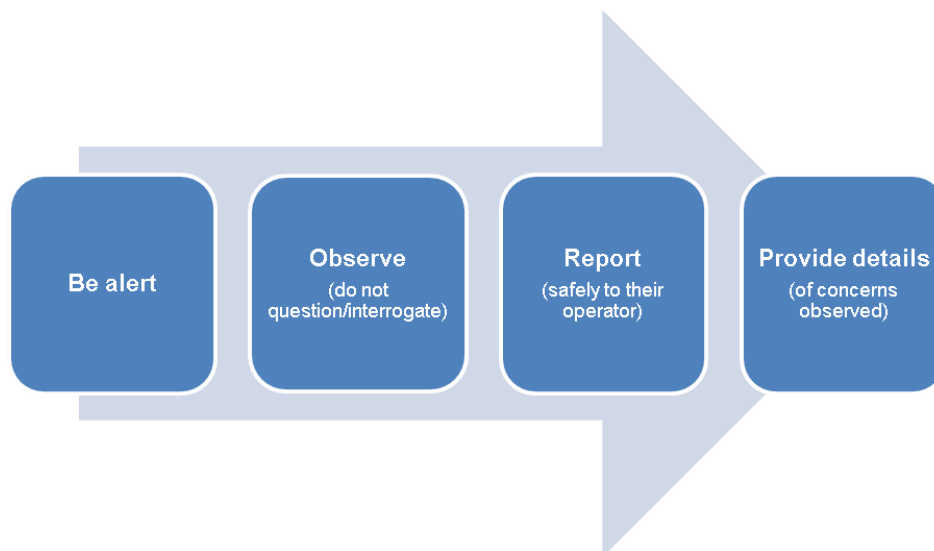 Be alert
Observe
(do not
question/interrogate)
Report
(safely to their
operator)
Provide details
(of concerns
observed)